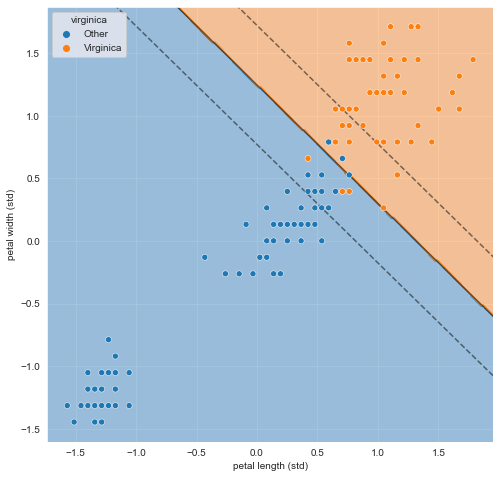 virginica
Other
Virginica
1.5
1.0
0.5
0.0
−0.5
−1.0
−1.5
petal width (std)
−1.5 −1.0 −0.5 0.0 0.5 1.0 1.5
petal length (std)